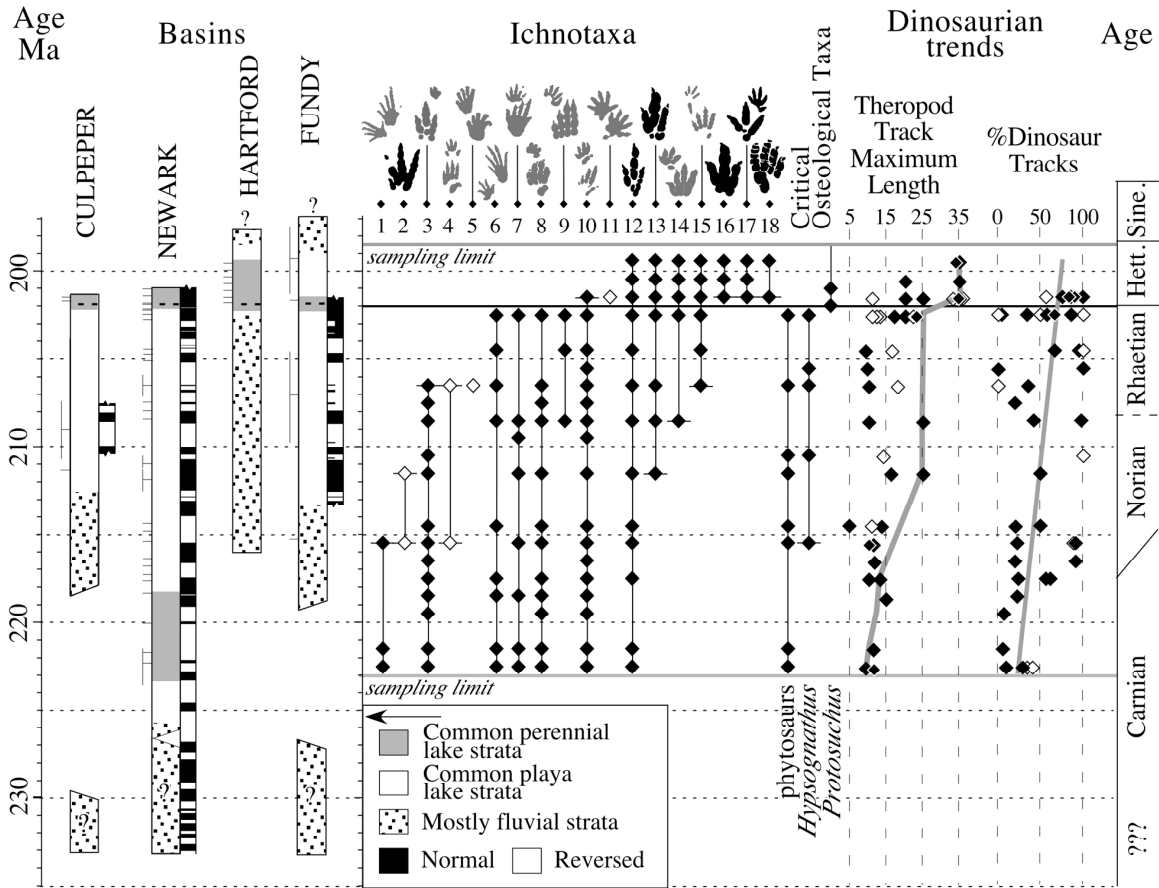 Age
Ma
Basins
Ichnotaxa
Dinosaurian
trends
Age
CULPEPER
NEWARK
HARTFORD
FUNDY
Critical
Osteological Taxa
Theropod
Track
Maximum
Length
%Dinosaur
Tracks
1 2 3 4 5 6 7 8 9 10 11 12 13 14 15 16 17 18
5 15 25 35
0 50 100
? ?
sampling limit
200
210
220
230
Sine.
Hett.
Rhaetian
Norian
Carnian
???
sampling limit
phytosaurs
Hypsognathus
Protosuchus
? ? ?
Common perennial
lake strata
Common playa
lake strata
Mostly fluvial strata
Normal Reversed